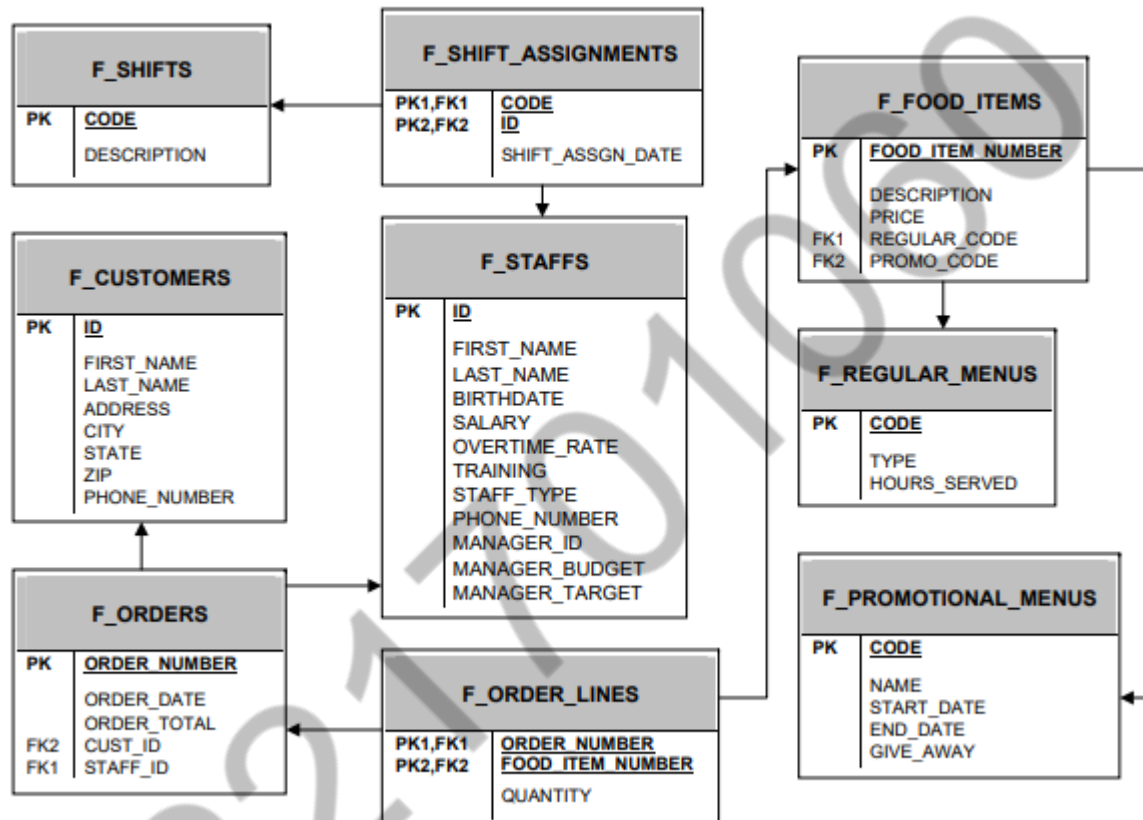 F_SHIFTS
PK CODE
DESCRIPTION
F_SHIFT_ASSIGNMENTS
PK1,FK1 CODE
PK2,FK2 ID
SHIFT_ASSGN_DATE
F_FOOD_ITEMS
PK FOOD_ITEM_NUMBER
DESCRIPTION
PRICE
FK1 REGULAR_CODE
FK2 PROMO_CODE
F_CUSTOMERS
PK ID
FIRST_NAME
LAST_NAME
ADDRESS
CITY
STATE
ZIP
PHONE_NUMBER
F_STAFFS
PK ID
FIRST_NAME
LAST_NAME
BIRTHDATE
SALARY
OVERTIME_RATE
TRAINING
STAFF_TYPE
PHONE_NUMBER
MANAGER_ID
MANAGER_BUDGET
MANAGER_TARGET
F_REGULAR_MENUS
PK CODE
TYPE
HOURS_SERVED
F_ORDERS
PK ORDER_NUMBER
ORDER_DATE
ORDER_TOTAL
FK2 CUST_ID
FK1 STAFF_ID
F_ORDER_LINES
PK1,FK1 ORDER_NUMBER
PK2,FK2 FOOD_ITEM_NUMBER
QUANTITY
F_PROMOTIONAL_MENUS
PK CODE
NAME
START_DATE
END_DATE
GIVE_AWAY